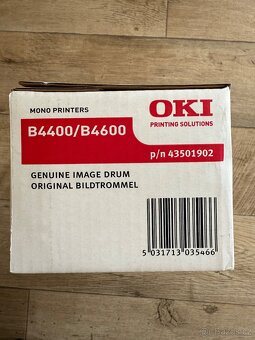 MONO PRINTERS
OKI
PRINTING SOLUTIONS
B4400/B4600
p/n 43501902
GENUINE IMAGE DRUM
ORIGINAL BILDTROMMEL
5 031713 035466